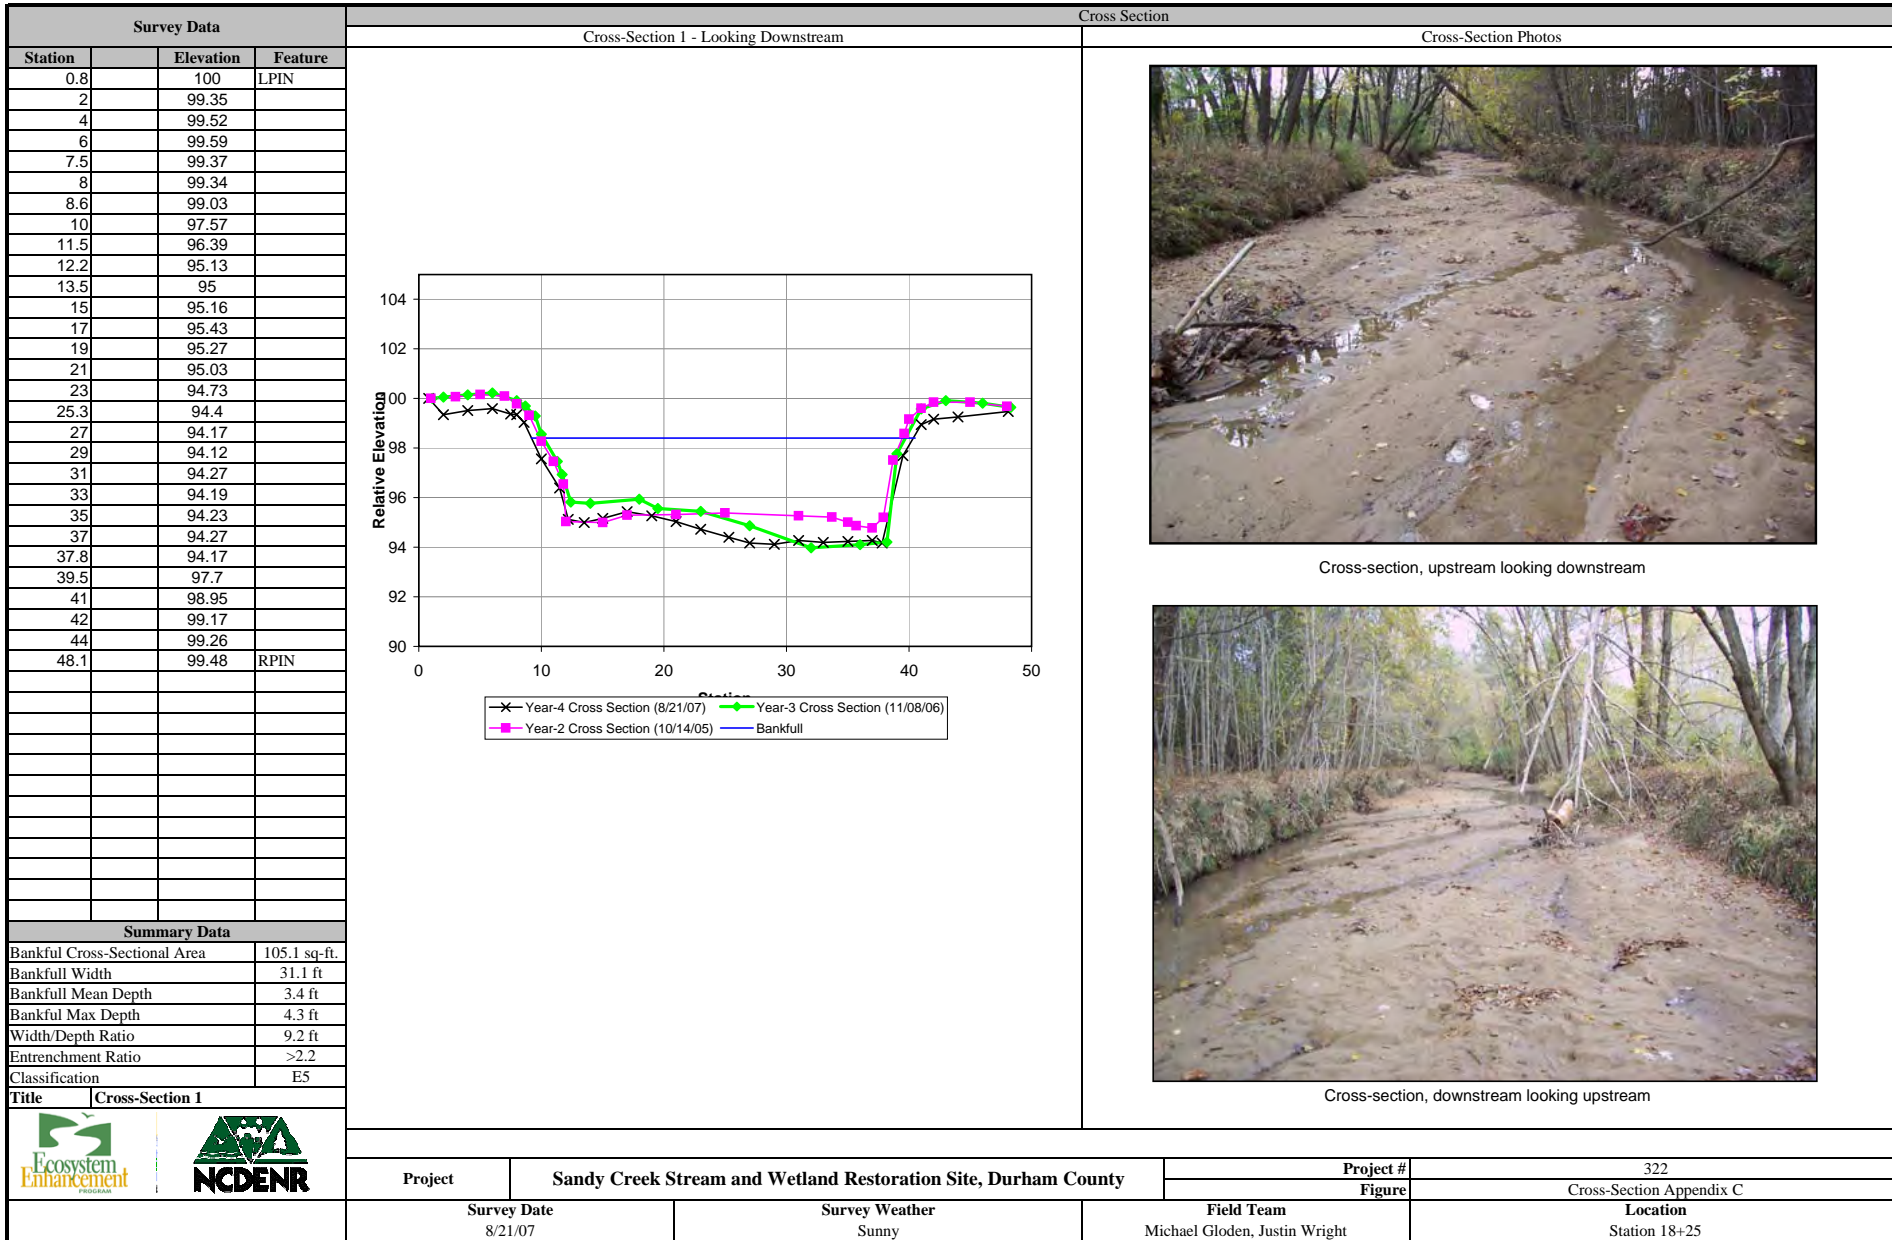 Survey Data
Cross Section
Cross-Section 1 - Looking Downstream
Cross-Section Photos
Station Elevation Feature
0.8 100 LPIN
2 99.35
4 99.52
6 99.59
7.5 99.37
8 99.34
8.6 99.03
10 97.57
11.5 96.39
12.2 95.13
13.5 95
15 95.16
17 95.43
19 95.27
21 95.03
23 94.73
25.3 94.4
27 94.17
29 94.12
31 94.27
33 94.19
35 94.23
37 94.27
37.8 94.17
39.5 97.7
41 98.95
42 99.17
44 99.26
48.1 99.48 RPIN
Summary Data
Bankful Cross-Sectional Area 105.1 sq-ft.
Bankfull Width 31.1 ft
Bankfull Mean Depth 3.4 ft
Bankful Max Depth 4.3 ft
Width/Depth Ratio 9.2 ft
Entrenchment Ratio >2.2
Classification E5
Title Cross-Section 1
Ecosystem
Enhancement
PROGRAM
NCDENR
104
102
100
98
96
94
92
90
Relative Elevation
0 10 20 30 40 50
Station
Year-4 Cross Section (8/21/07) Year-3 Cross Section (11/08/06)
Year-2 Cross Section (10/14/05) Bankfull
Cross-section, upstream looking downstream
Cross-section, downstream looking upstream
Project Sandy Creek Stream and Wetland Restoration Site, Durham County
Project # 322
Figure Cross-Section Appendix C
Survey Date Survey Weather Field Team Location
8/21/07 Sunny Michael Gloden, Justin Wright Station 18+25